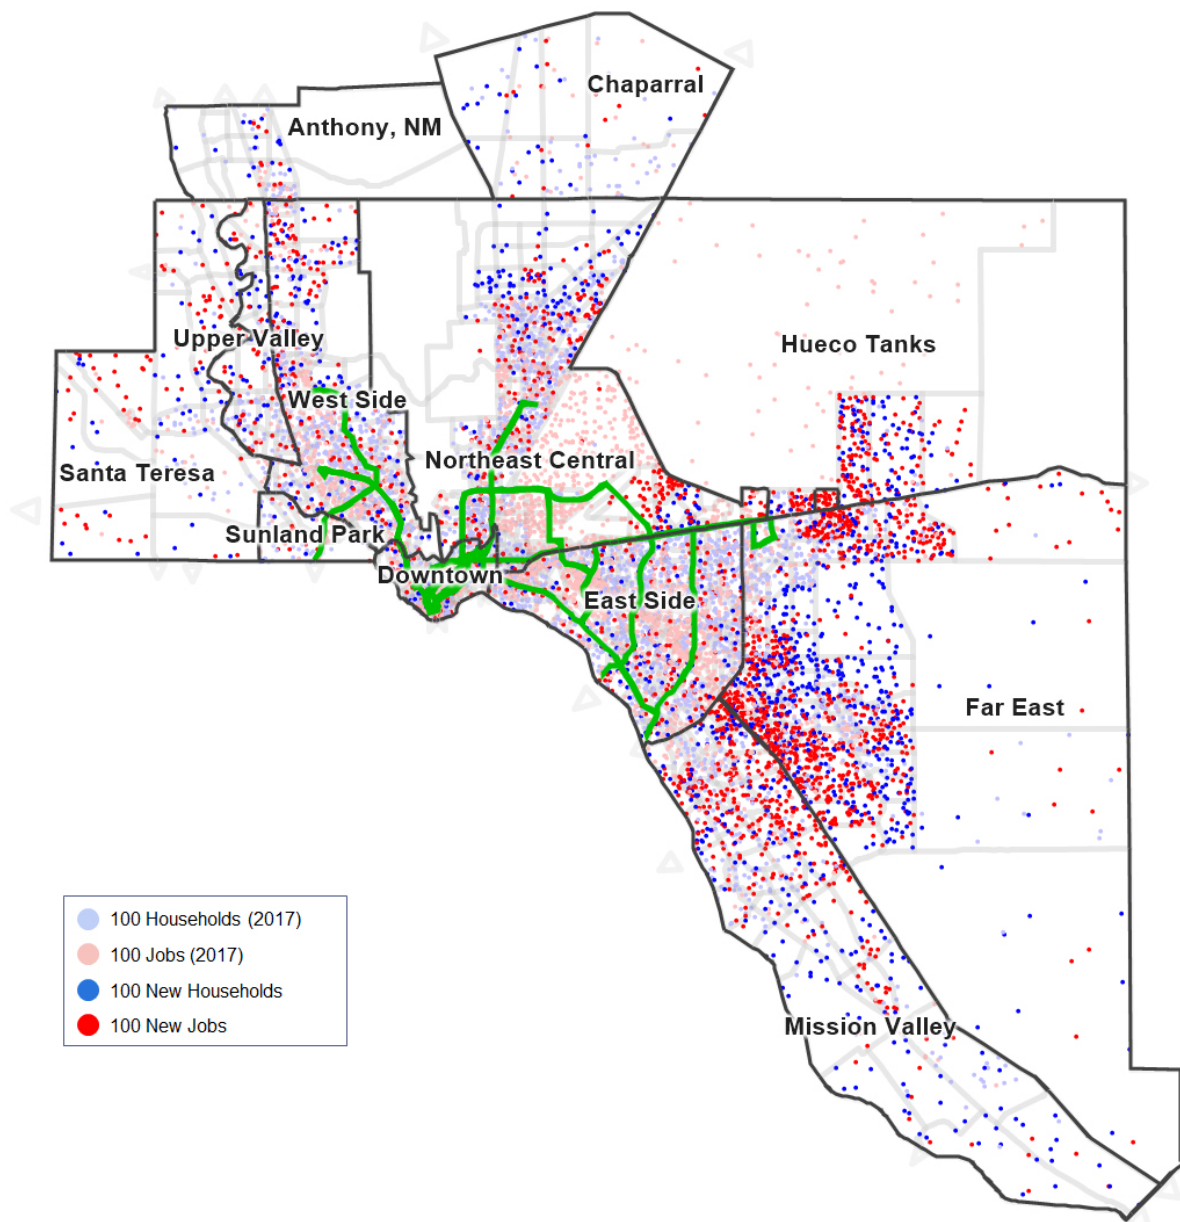 Chaparral
Anthony, NM
Upper Valley
Hueco Tanks
West Side
Northeast Central
Santa Teresa
Sunland Park
Downtown
East Side
Far East
Mission Valley
100 Households (2017)
100 Jobs (2017)
100 New Households
100 New Jobs